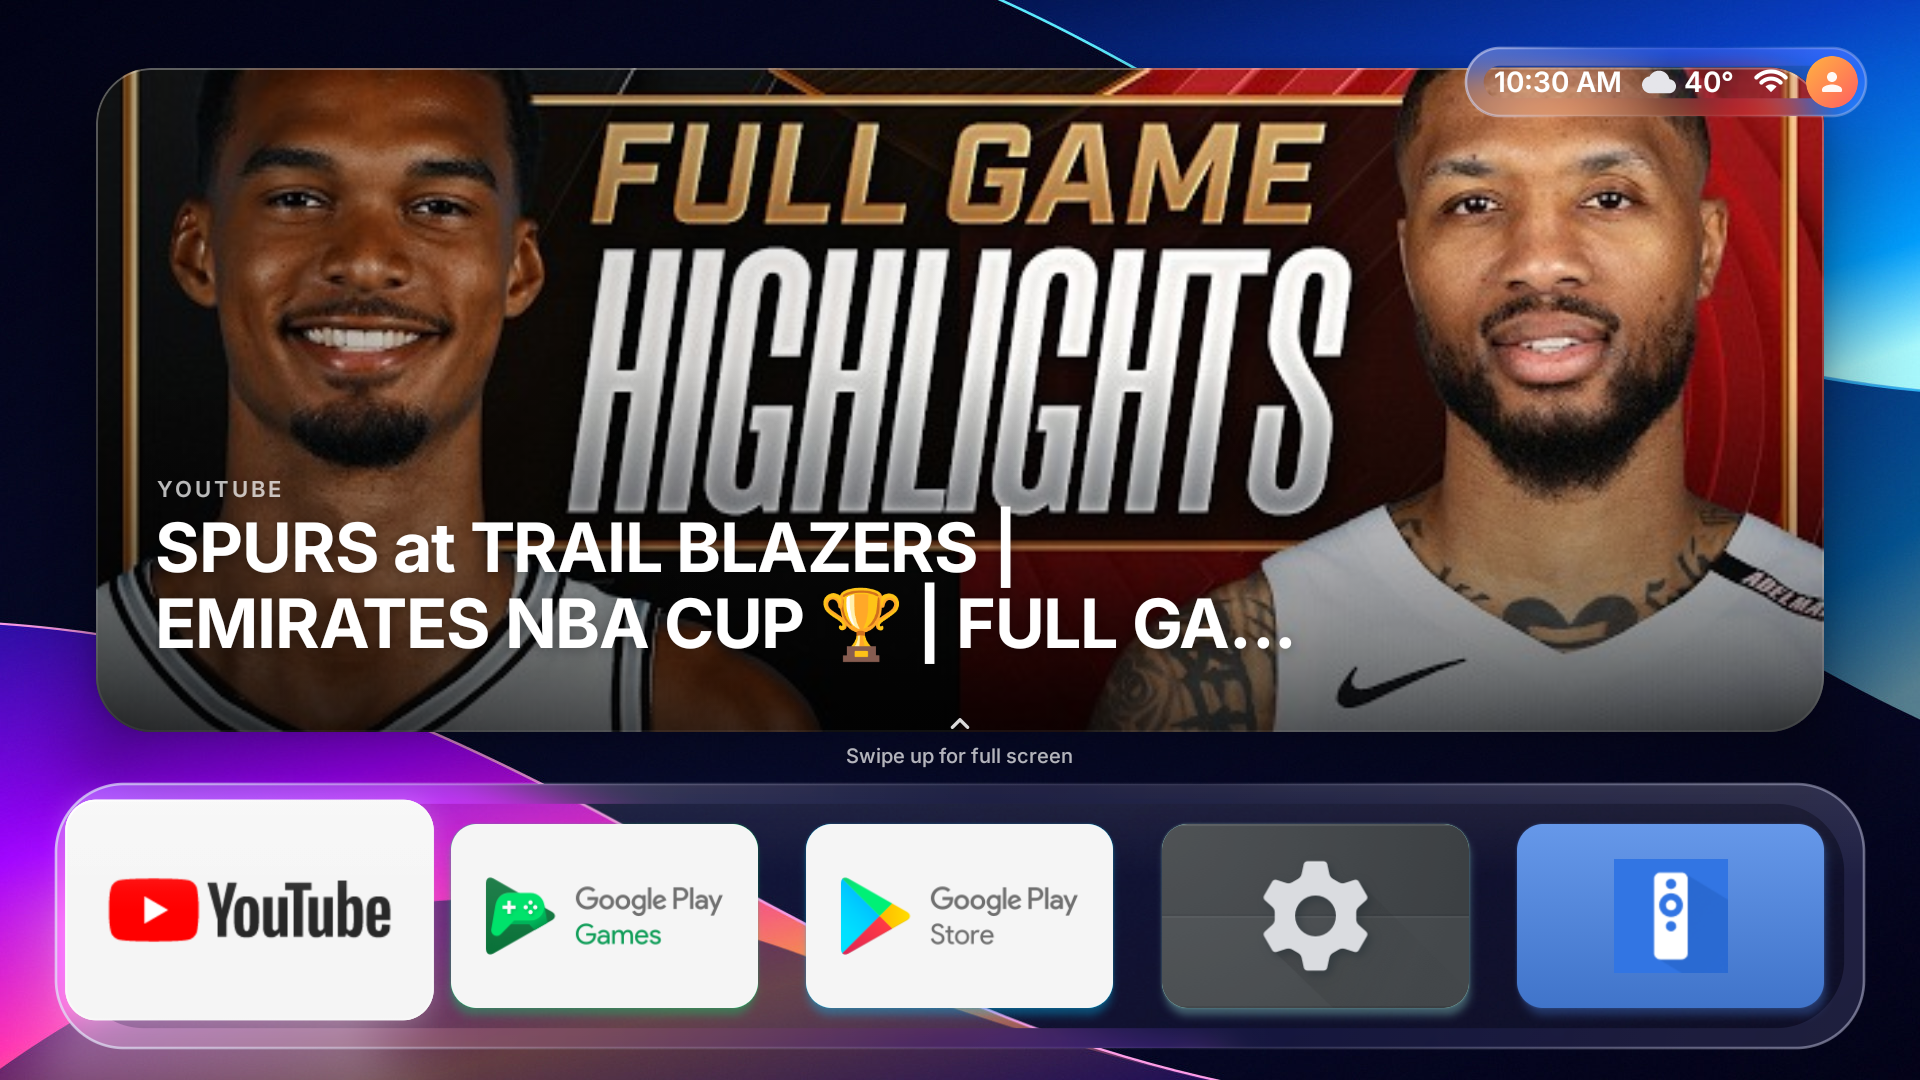 10:30 AM 40°
FULL GAME
HIGHLIGHTS
ADELMA
YOUTUBE
SPURS at TRAIL BLAZERS |
EMIRATES NBA CUP 🏆 | FULL GA...
Swipe up for full screen
YouTube
Google Play
Games
Google Play
Store